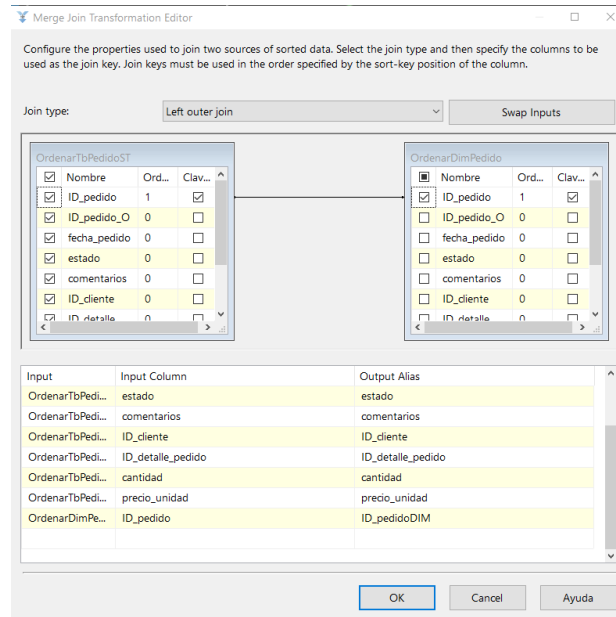 Merge Join Transformation Editor
Configure the properties used to join two sources of sorted data. Select the join type and then specify the columns to be
used as the join key. Join keys must be used in the order specified by the sort-key position of the column.
Join type: Left outer join Swap Inputs
OrdenarTbPedidoST
Nombre Ord... Clav...
ID_pedido 1
ID_pedido_O 0
fecha_pedido 0
estado 0
comentarios 0
ID_cliente 0
ID_detalle 0
OrdenarDimPedido
Nombre Ord... Clav...
ID_pedido 1
ID_pedido_O 0
fecha_pedido 0
estado 0
comentarios 0
ID_cliente 0
ID_detalle 0
Input Input Column Output Alias
OrdenarTbPedi... estado estado
OrdenarTbPedi... comentarios comentarios
OrdenarTbPedi... ID_cliente ID_cliente
OrdenarTbPedi... ID_detalle_pedido ID_detalle_pedido
OrdenarTbPedi... cantidad cantidad
OrdenarTbPedi... precio_unidad precio_unidad
OrdenarDimPe... ID_pedido ID_pedidoDIM
OK Cancel Ayuda